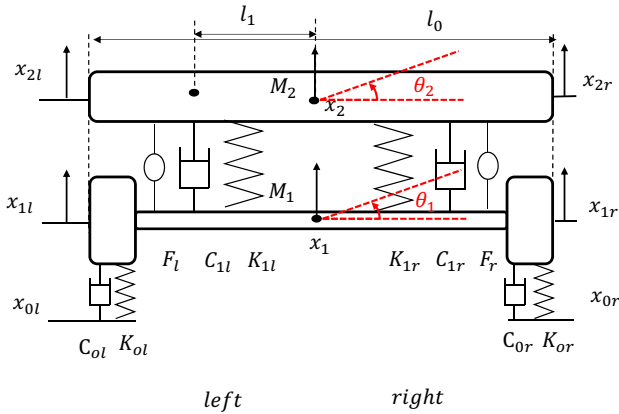 l₁ l₀
x₂ₗ M₂ x₂ θ₂ x₂ᵣ
x₁ₗ M₁ x₁ θ₁ x₁ᵣ
Fₗ C₁ₗ K₁ₗ K₁ᵣ C₁ᵣ Fᵣ
x₀ₗ x₀ᵣ
Cₒₗ Kₒₗ C₀ᵣ Kₒᵣ
left right